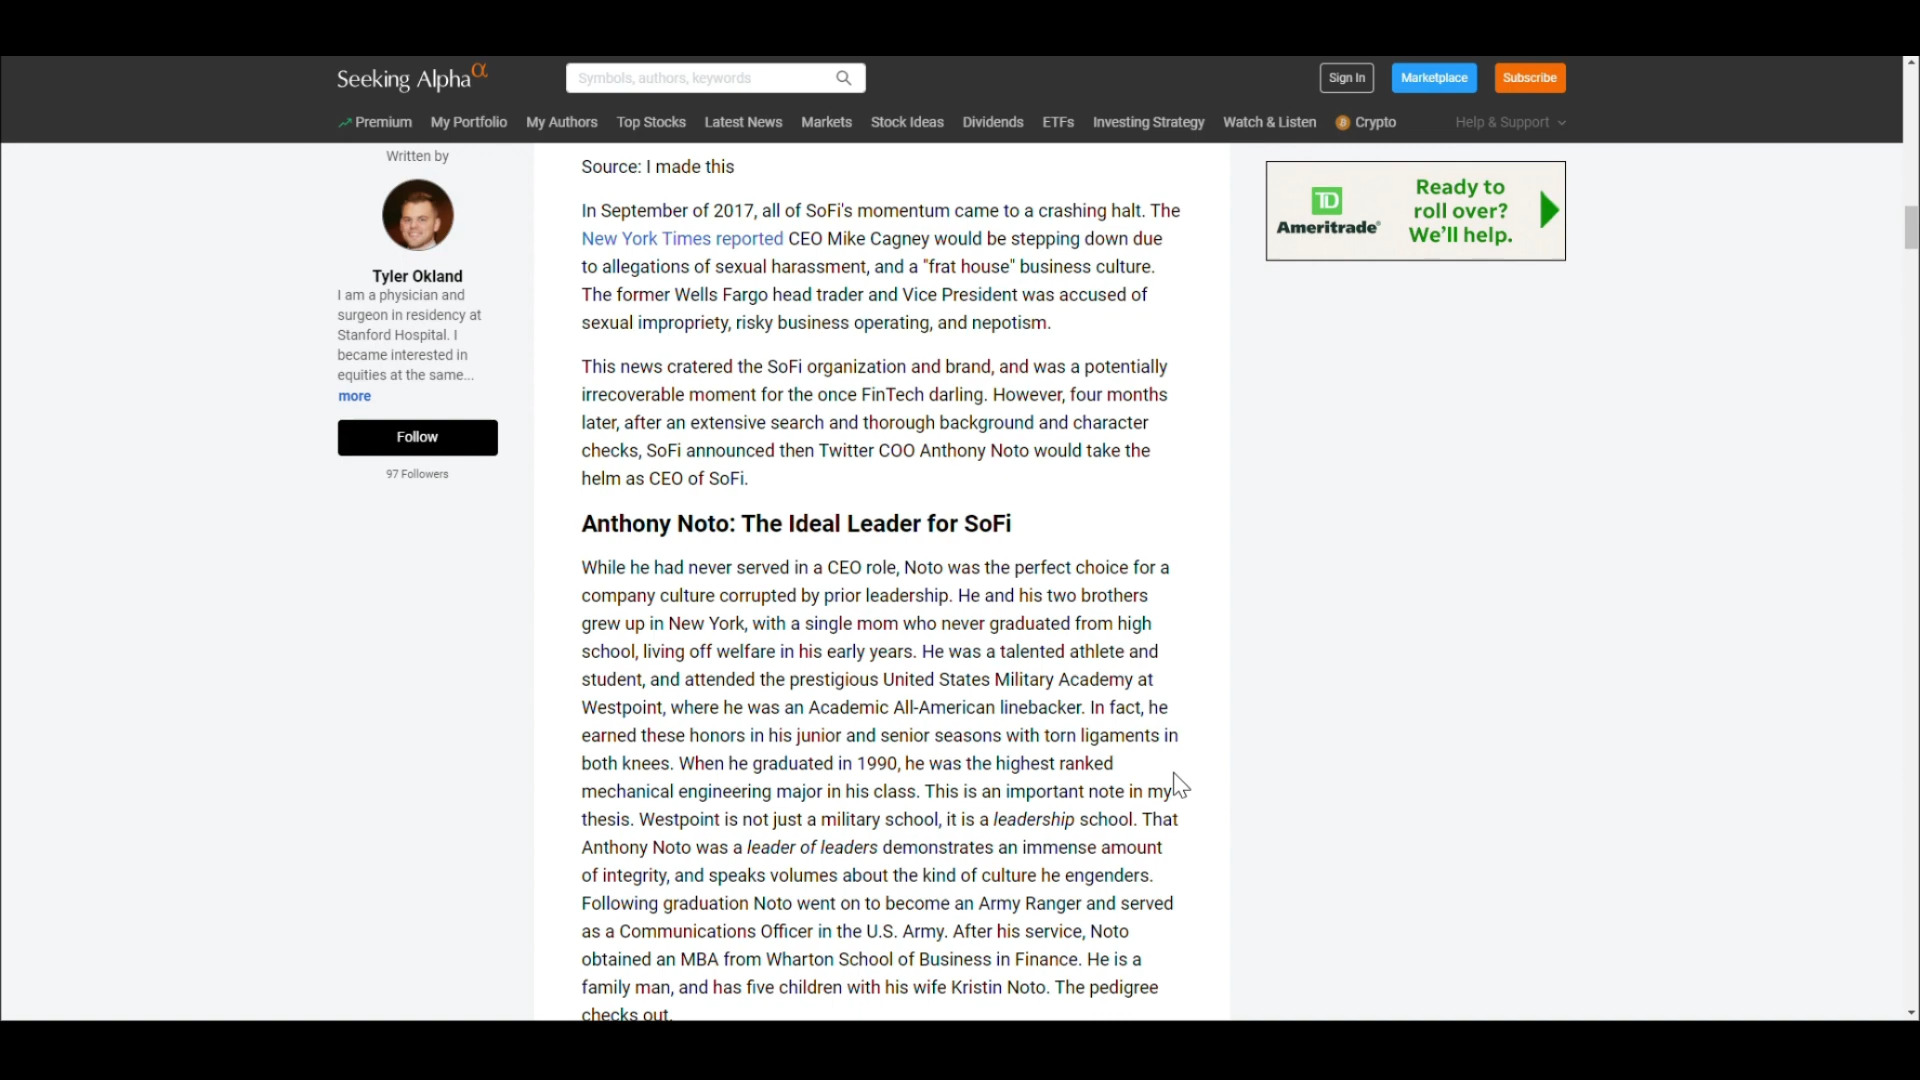 Seeking Alpha α
Symbols, authors, keywords
Sign In
Marketplace
Subscribe
Premium My Portfolio My Authors Top Stocks Latest News Markets Stock Ideas Dividends ETFs Investing Strategy Watch & Listen Crypto Help & Support
Written by
Tyler Okland
I am a physician and
surgeon in residency at
Stanford Hospital. I
became interested in
equities at the same...
more
Follow
97 Followers
Source: I made this
In September of 2017, all of SoFi's momentum came to a crashing halt. The
New York Times reported CEO Mike Cagney would be stepping down due
to allegations of sexual harassment, and a "frat house" business culture.
The former Wells Fargo head trader and Vice President was accused of
sexual impropriety, risky business operating, and nepotism.
This news cratered the SoFi organization and brand, and was a potentially
irrecoverable moment for the once FinTech darling. However, four months
later, after an extensive search and thorough background and character
checks, SoFi announced then Twitter COO Anthony Noto would take the
helm as CEO of SoFi.
Anthony Noto: The Ideal Leader for SoFi
While he had never served in a CEO role, Noto was the perfect choice for a
company culture corrupted by prior leadership. He and his two brothers
grew up in New York, with a single mom who never graduated from high
school, living off welfare in his early years. He was a talented athlete and
student, and attended the prestigious United States Military Academy at
Westpoint, where he was an Academic All-American linebacker. In fact, he
earned these honors in his junior and senior seasons with torn ligaments in
both knees. When he graduated in 1990, he was the highest ranked
mechanical engineering major in his class. This is an important note in my
thesis. Westpoint is not just a military school, it is a leadership school. That
Anthony Noto was a leader of leaders demonstrates an immense amount
of integrity, and speaks volumes about the kind of culture he engenders.
Following graduation Noto went on to become an Army Ranger and served
as a Communications Officer in the U.S. Army. After his service, Noto
obtained an MBA from Wharton School of Business in Finance. He is a
family man, and has five children with his wife Kristin Noto. The pedigree
checks out.
TD
Ameritrade®
Ready to
roll over?
We'll help.